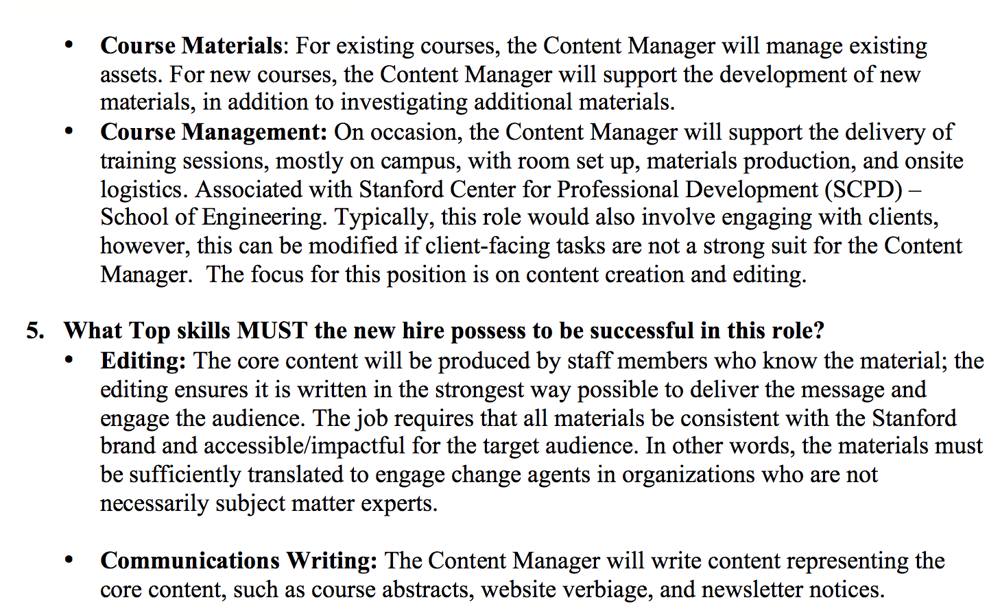 • Course Materials: For existing courses, the Content Manager will manage existing
assets. For new courses, the Content Manager will support the development of new
materials, in addition to investigating additional materials.
• Course Management: On occasion, the Content Manager will support the delivery of
training sessions, mostly on campus, with room set up, materials production, and onsite
logistics. Associated with Stanford Center for Professional Development (SCPD) –
School of Engineering. Typically, this role would also involve engaging with clients,
however, this can be modified if client-facing tasks are not a strong suit for the Content
Manager.  The focus for this position is on content creation and editing.
5. What Top skills MUST the new hire possess to be successful in this role?
• Editing: The core content will be produced by staff members who know the material; the
editing ensures it is written in the strongest way possible to deliver the message and
engage the audience. The job requires that all materials be consistent with the Stanford
brand and accessible/impactful for the target audience. In other words, the materials must
be sufficiently translated to engage change agents in organizations who are not
necessarily subject matter experts.
• Communications Writing: The Content Manager will write content representing the
core content, such as course abstracts, website verbiage, and newsletter notices.